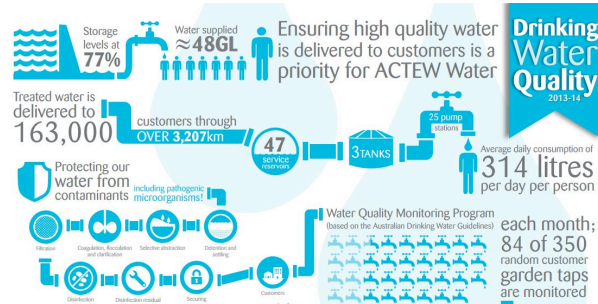 Storage
levels at
77%
Water supplied
≈48GL
Ensuring high quality water
is delivered to customers is a
priority for ACTEW Water
Drinking
Water
Quality
2013-14
Treated water is
delivered to
163,000
customers through
OVER 3,207km
47
service
reservoirs
3TANKS
25 pump
stations
Average daily consumption of
314 litres
per day per person
Protecting our
water from
contaminants
including pathogenic
microorganisms!
Filtration
Coagulation, flocculation
and clarification
Selective abstraction
Detention and
settling
Disinfection
Disinfection residual
Securing
Customers
Water Quality Monitoring Program
(based on the Australian Drinking Water Guidelines)
each month;
84 of 350
random customer
garden taps
are monitored